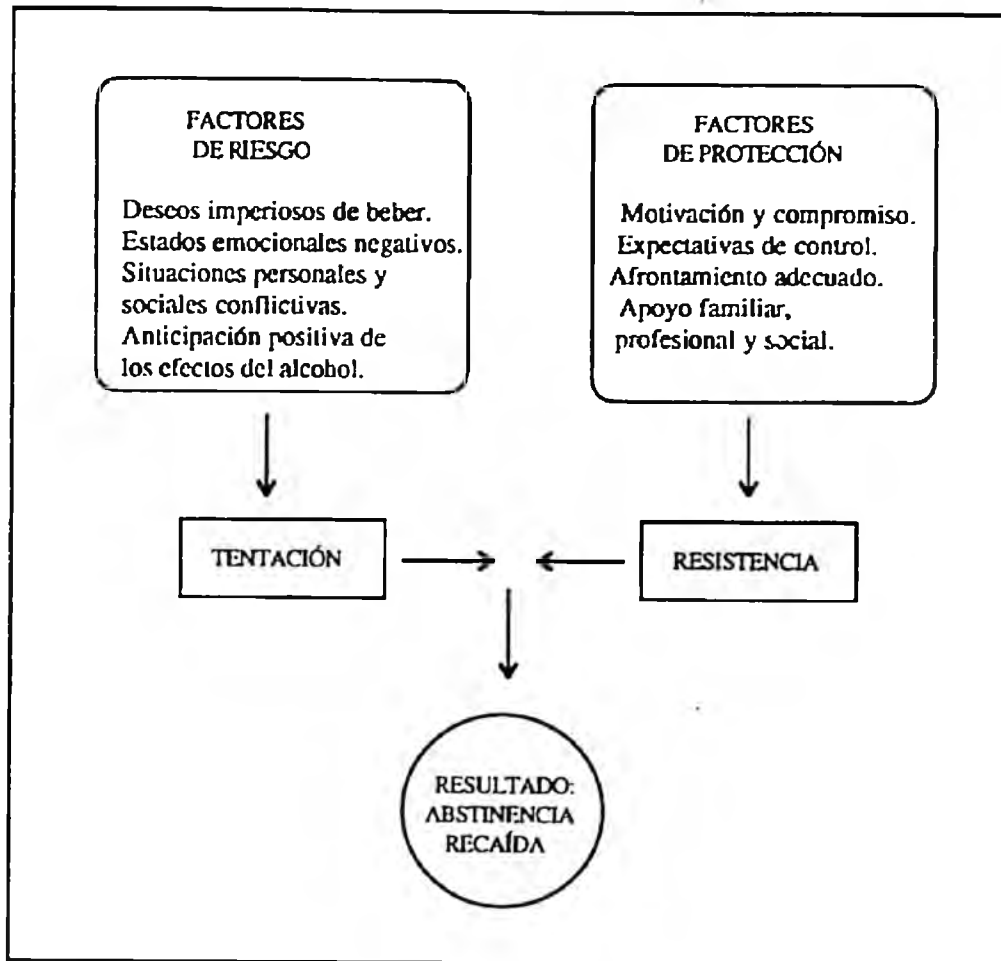 FACTORES
DE RIESGO
Deseos imperiosos de beber.
Estados emocionales negativos.
Situaciones personales y
sociales conflictivas.
Anticipación positiva de
los efectos del alcohol.
FACTORES
DE PROTECCIÓN
Motivación y compromiso.
Expectativas de control.
Afrontamiento adecuado.
Apoyo familiar,
profesional y social.
TENTACIÓN
RESISTENCIA
RESULTADO:
ABSTINENCIA
RECAÍDA